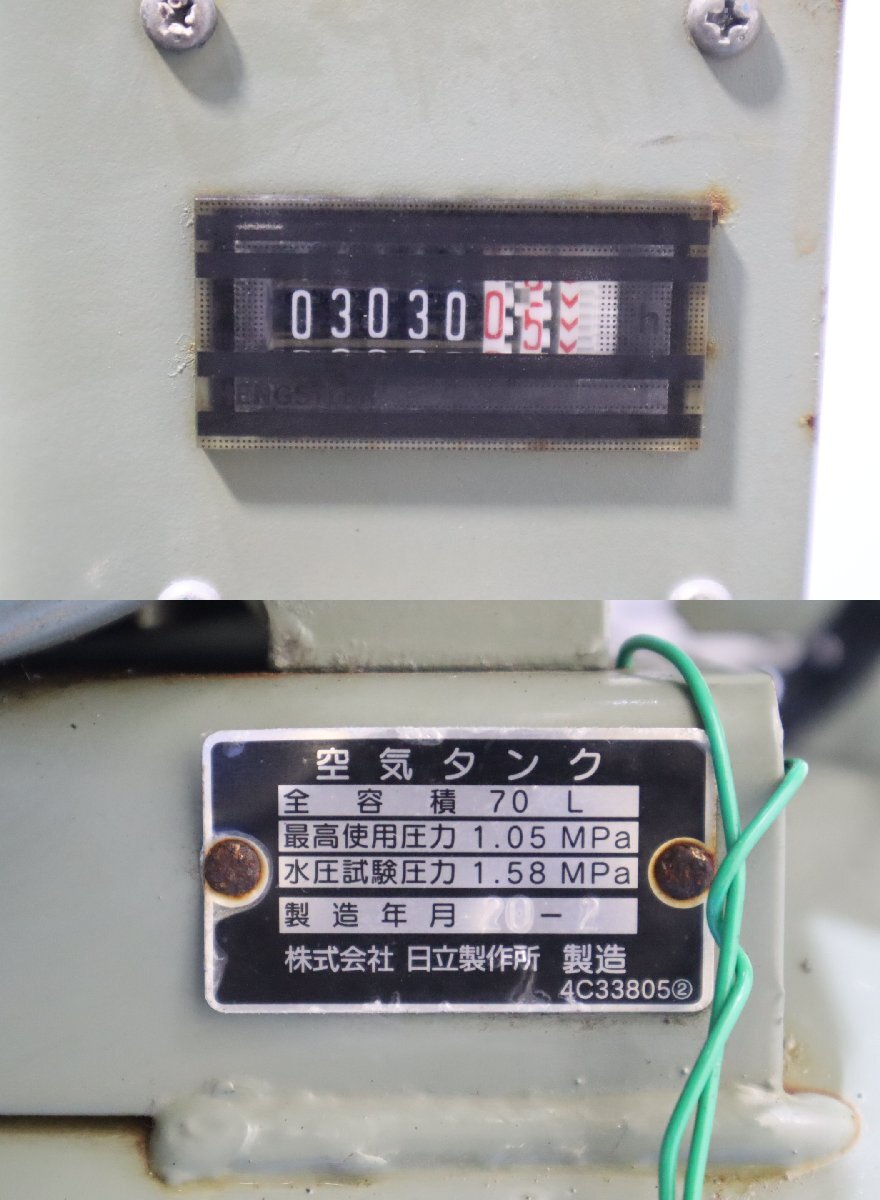 0303005
h
空気タンク
全容積 70 L
最高使用圧力 1.05 MPa
水圧試験圧力 1.58 MPa
製造年月 20-2
株式会社 日立製作所 製造
4C33805②